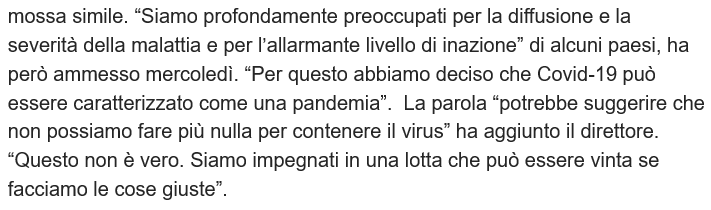 mossa simile. “Siamo profondamente preoccupati per la diffusione e la
severità della malattia e per l’allarmante livello di inazione” di alcuni paesi, ha
però ammesso mercoledì. “Per questo abbiamo deciso che Covid-19 può
essere caratterizzato come una pandemia”.  La parola “potrebbe suggerire che
non possiamo fare più nulla per contenere il virus” ha aggiunto il direttore.
“Questo non è vero. Siamo impegnati in una lotta che può essere vinta se
facciamo le cose giuste”.